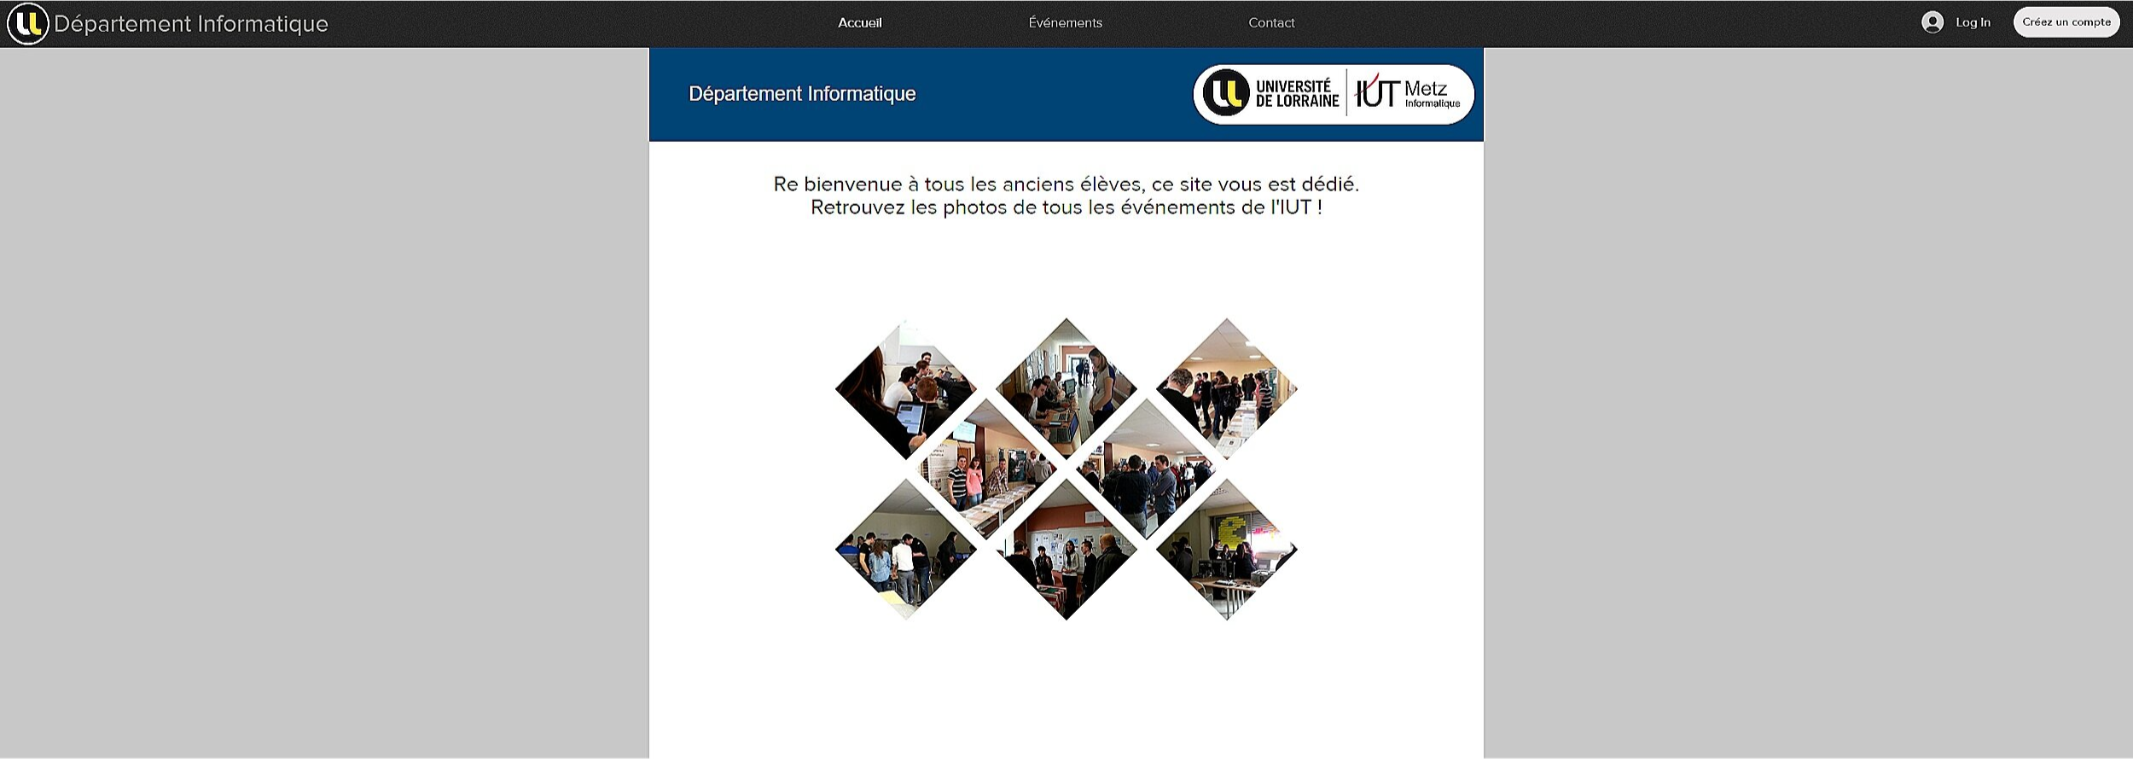 Département Informatique
Accueil
Événements
Contact
Log In
Créez un compte
Département Informatique
UNIVERSITÉ
DE LORRAINE
IUT Metz
Informatique
Re bienvenue à tous les anciens élèves, ce site vous est dédié.
Retrouvez les photos de tous les événements de l'IUT !